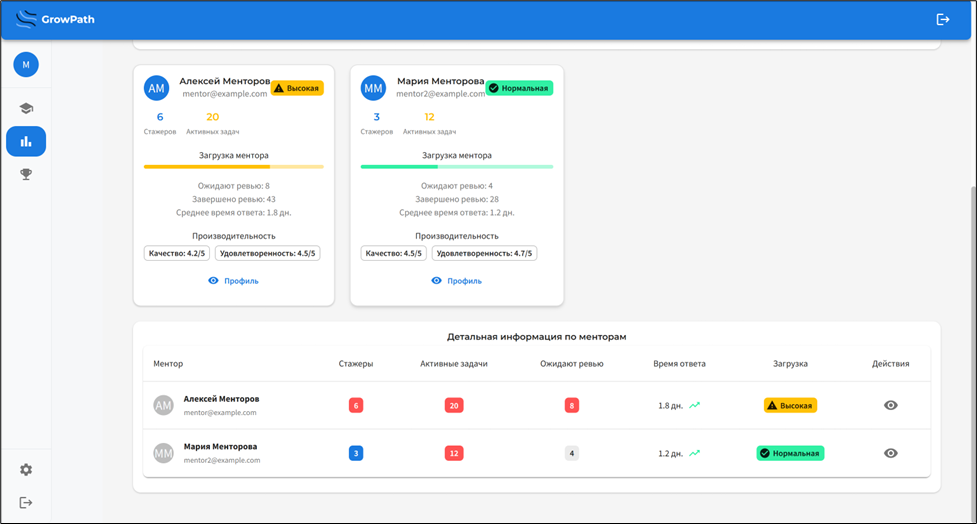 GrowPath
М
АМ
Алексей Менторов
mentor@example.com
Высокая
6
20
Стажеров
Активных задач
Загрузка ментора
Ожидают ревью: 8
Завершено ревью: 43
Среднее время ответа: 1.8 дн.
Производительность
Качество: 4.2/5
Удовлетворенность: 4.5/5
Профиль
ММ
Мария Менторова
mentor2@example.com
Нормальная
3
12
Стажеров
Активных задач
Загрузка ментора
Ожидают ревью: 4
Завершено ревью: 28
Среднее время ответа: 1.2 дн.
Производительность
Качество: 4.5/5
Удовлетворенность: 4.7/5
Профиль
Детальная информация по менторам
Ментор Стажеры Активные задачи Ожидают ревью Время ответа Загрузка Действия
АМ Алексей Менторов 6 20 8 1.8 дн. Высокая
mentor@example.com
ММ Мария Менторова 3 12 4 1.2 дн. Нормальная
mentor2@example.com